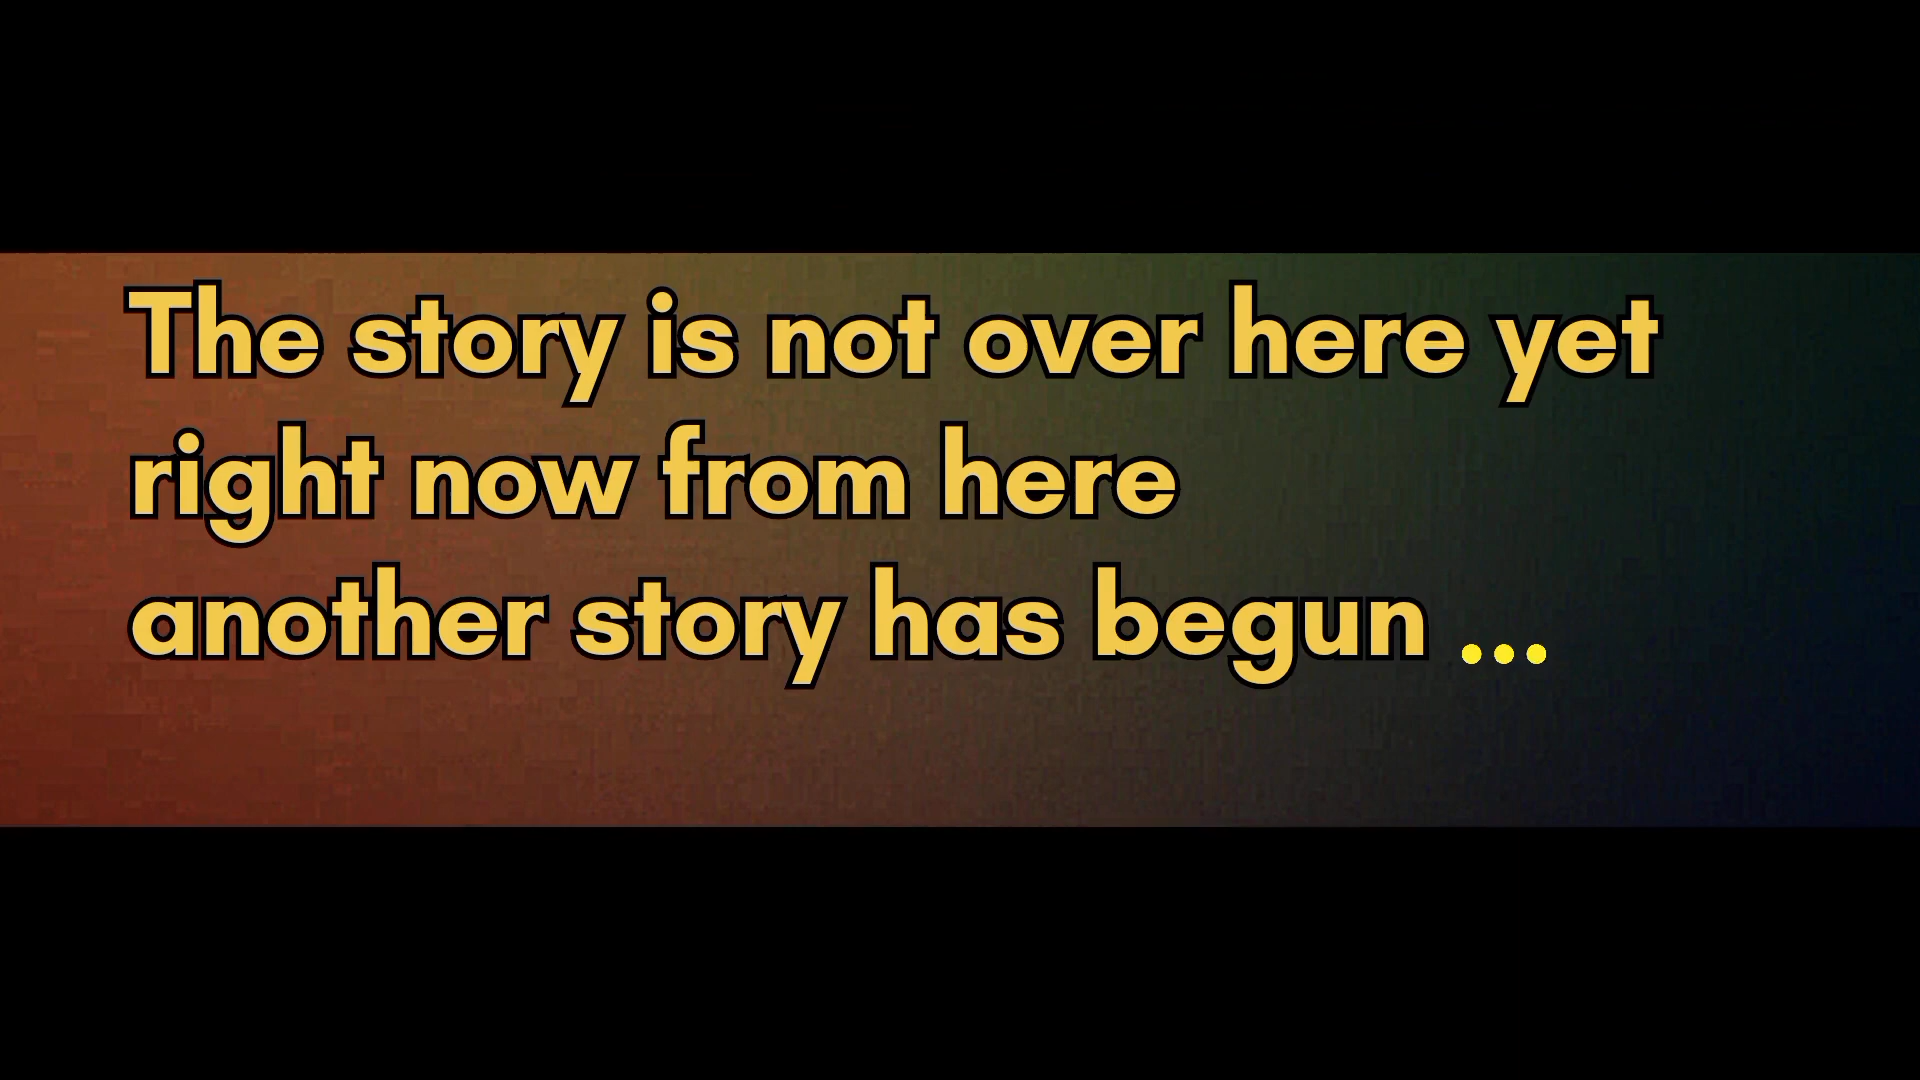 The story is not over here yet
right now from here
another story has begun ...